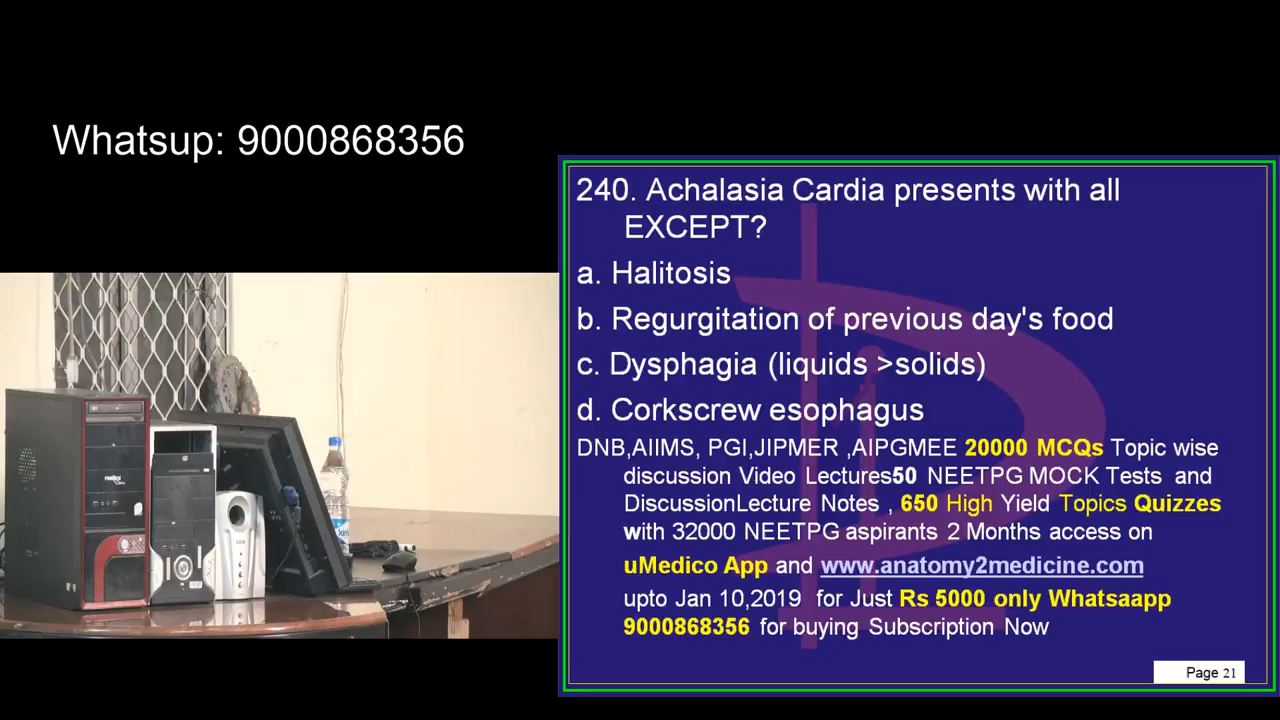 Whatsup: 9000868356
240. Achalasia Cardia presents with all
EXCEPT?
a. Halitosis
b. Regurgitation of previous day's food
c. Dysphagia (liquids >solids)
d. Corkscrew esophagus
DNB,AIIMS, PGI,JIPMER ,AIPGMEE 20000 MCQs Topic wise
discussion Video Lectures50 NEETPG MOCK Tests and
DiscussionLecture Notes , 650 High Yield Topics Quizzes
with 32000 NEETPG aspirants 2 Months access on
uMedico App and www.anatomy2medicine.com
upto Jan 10,2019 for Just Rs 5000 only Whatsaapp
9000868356 for buying Subscription Now
Page 21